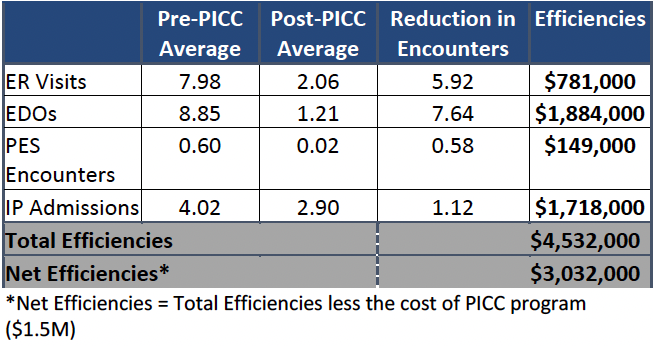 Pre-PICC Average Post-PICC Average Reduction in Encounters Efficiencies
ER Visits 7.98 2.06 5.92 $781,000
EDOs 8.85 1.21 7.64 $1,884,000
PES Encounters 0.60 0.02 0.58 $149,000
IP Admissions 4.02 2.90 1.12 $1,718,000
Total Efficiencies $4,532,000
Net Efficiencies* $3,032,000
*Net Efficiencies = Total Efficiencies less the cost of PICC program
($1.5M)